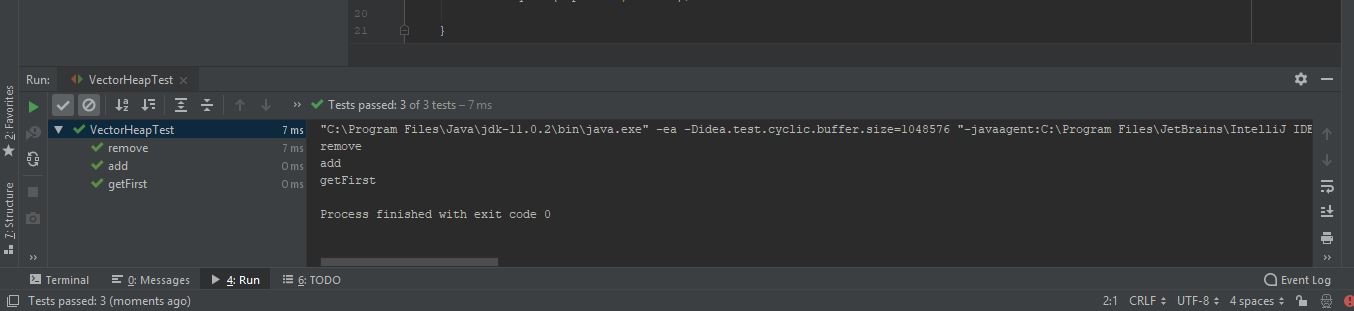 20
21 }
Run: VectorHeapTest
Tests passed: 3 of 3 tests – 7 ms
VectorHeapTest 7 ms
remove 7 ms
add 0 ms
getFirst 0 ms
"C:\Program Files\Java\jdk-11.0.2\bin\java.exe" -ea -Didea.test.cyclic.buffer.size=1048576 "-javaagent:C:\Program Files\JetBrains\IntelliJ IDE
remove
add
getFirst
Process finished with exit code 0
2: Favorites
7: Structure
Terminal 0: Messages 4: Run 6: TODO Event Log
Tests passed: 3 (moments ago) 2:1 CRLF UTF-8 4 spaces